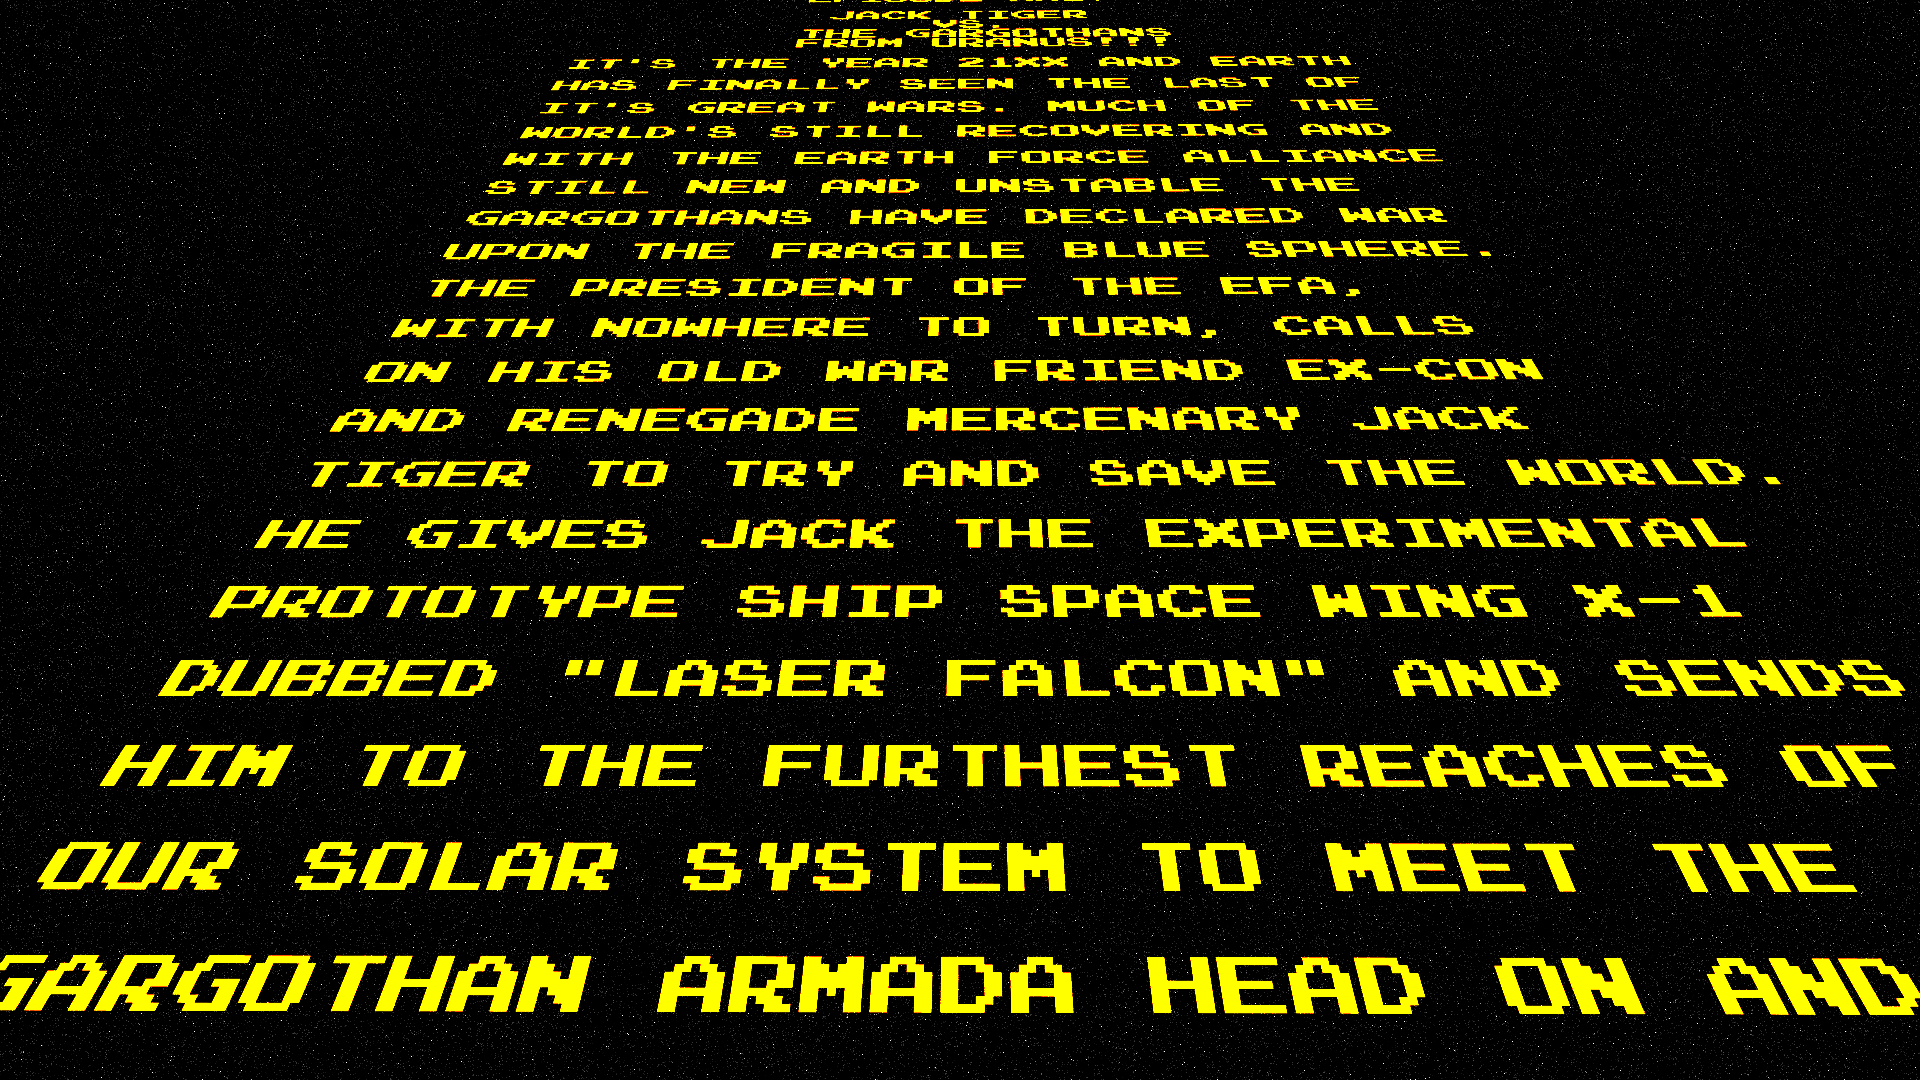 JACK TIGER
VS.
THE GARGOTHANS
FROM URANUS!!!
IT'S THE YEAR 21XX AND EARTH
HAS FINALLY SEEN THE LAST OF
IT'S GREAT WARS. MUCH OF THE
WORLD'S STILL RECOVERING AND
WITH THE EARTH FORCE ALLIANCE
STILL NEW AND UNSTABLE THE
GARGOTHANS HAVE DECLARED WAR
UPON THE FRAGILE BLUE SPHERE.
THE PRESIDENT OF THE EFA,
WITH NOWHERE TO TURN, CALLS
ON HIS OLD WAR FRIEND EX-CON
AND RENEGADE MERCENARY JACK
TIGER TO TRY AND SAVE THE WORLD.
HE GIVES JACK THE EXPERIMENTAL
PROTOTYPE SHIP SPACE WING X-1
DUBBED "LASER FALCON" AND SENDS
HIM TO THE FURTHEST REACHES OF
OUR SOLAR SYSTEM TO MEET THE
GARGOTHAN ARMADA HEAD ON AND